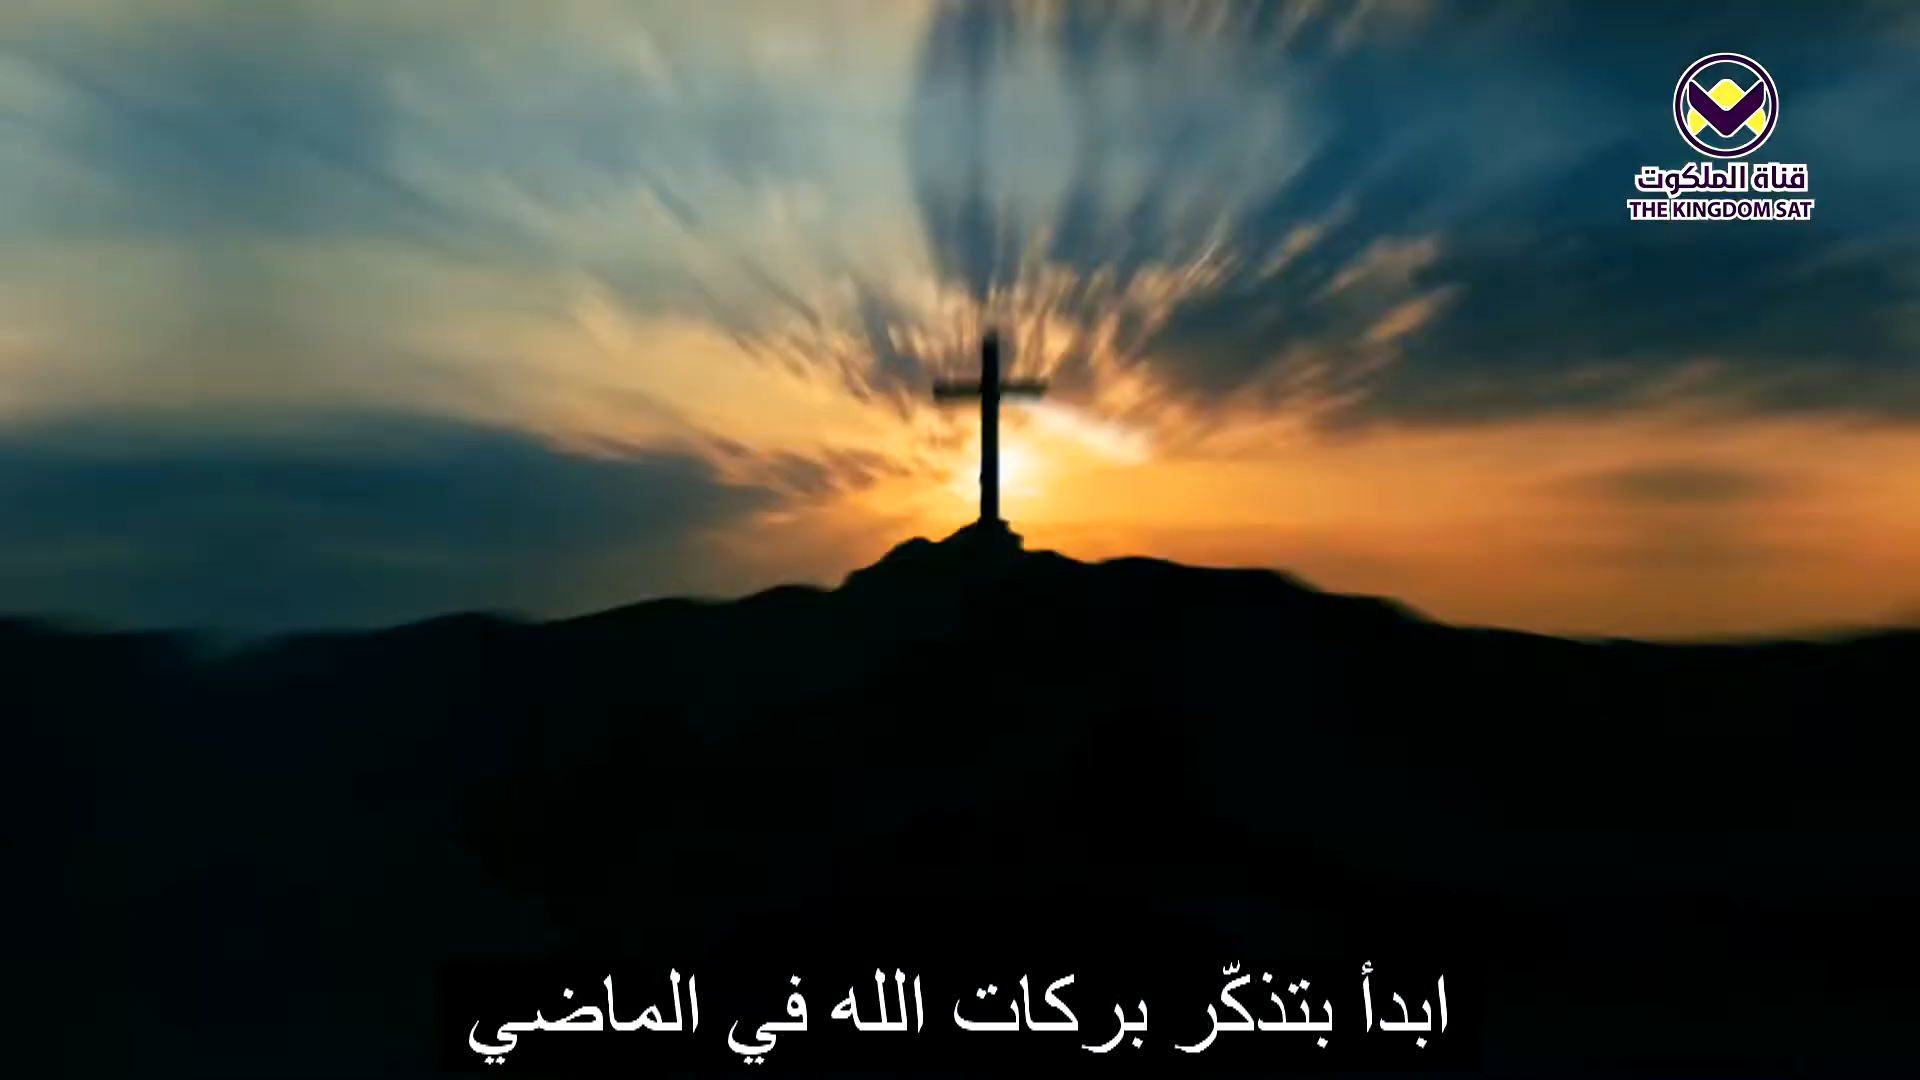 قناة الملكوت
THE KINGDOM SAT
ابدأ بتذكّر بركات الله في الماضي